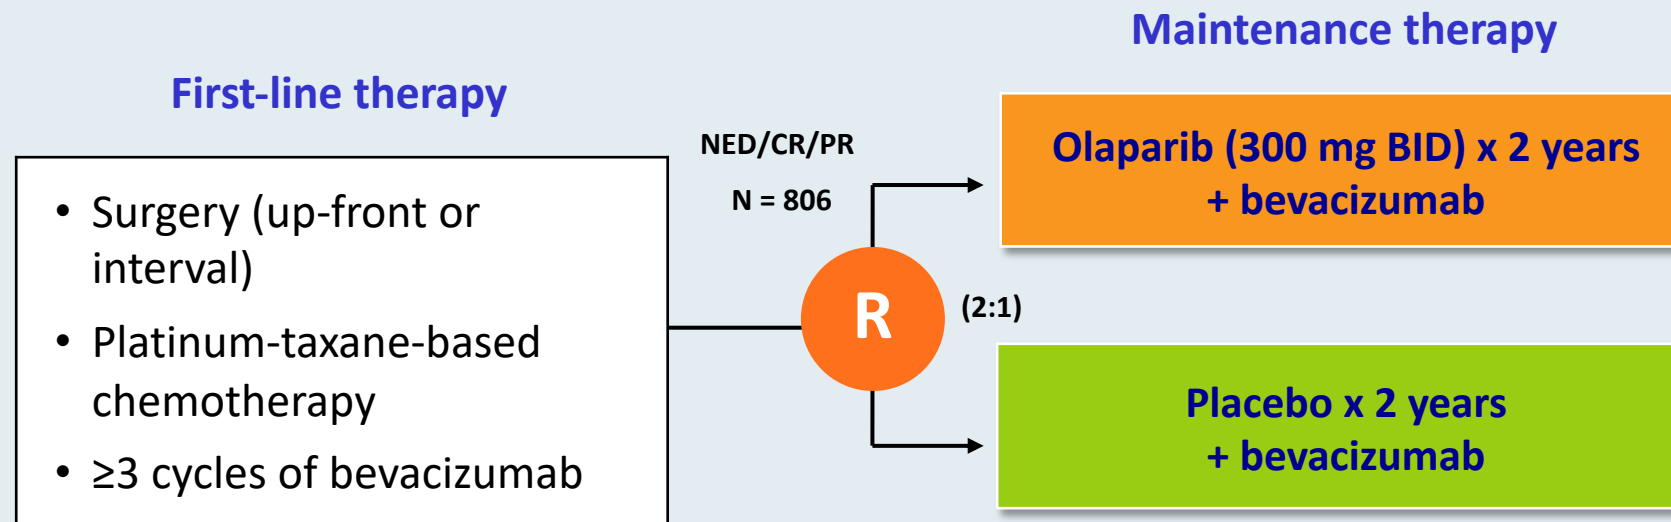 First-line therapy
• Surgery (up-front or
interval)
• Platinum-taxane-based
chemotherapy
• ≥3 cycles of bevacizumab
NED/CR/PR
N = 806
R
(2:1)
Maintenance therapy
Olaparib (300 mg BID) x 2 years
+ bevacizumab
Placebo x 2 years
+ bevacizumab